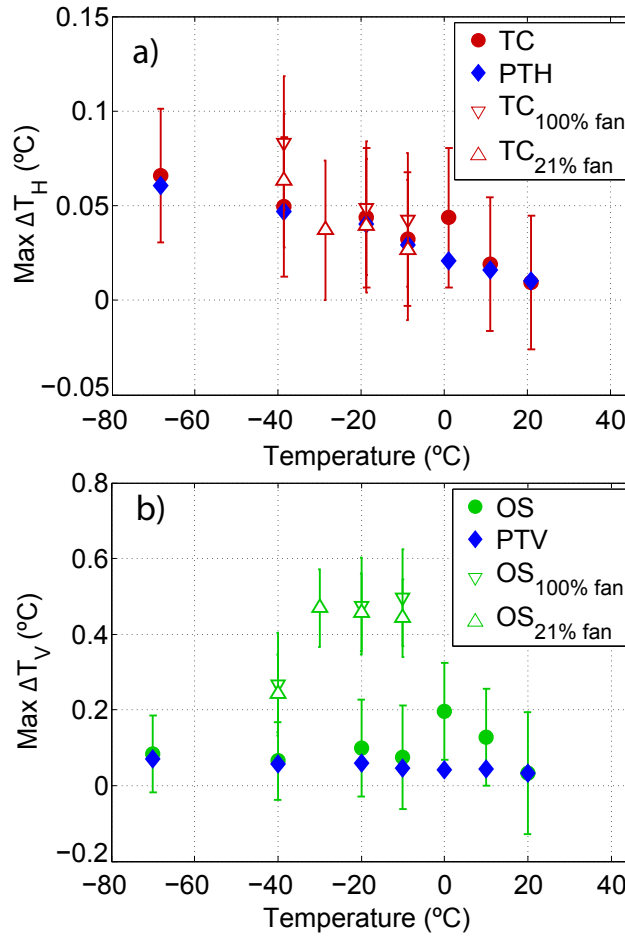 0.15
a)
TC
PTH
TC100% fan
TC21% fan
0.1
0.05
0
−0.05
Max ΔT_H (ºC)
−80 −60 −40 −20 0 20 40
Temperature (ºC)
0.8
b)
OS
PTV
OS100% fan
OS21% fan
0.6
0.4
0.2
0
−0.2
Max ΔT_V (ºC)
−80 −60 −40 −20 0 20 40
Temperature (ºC)